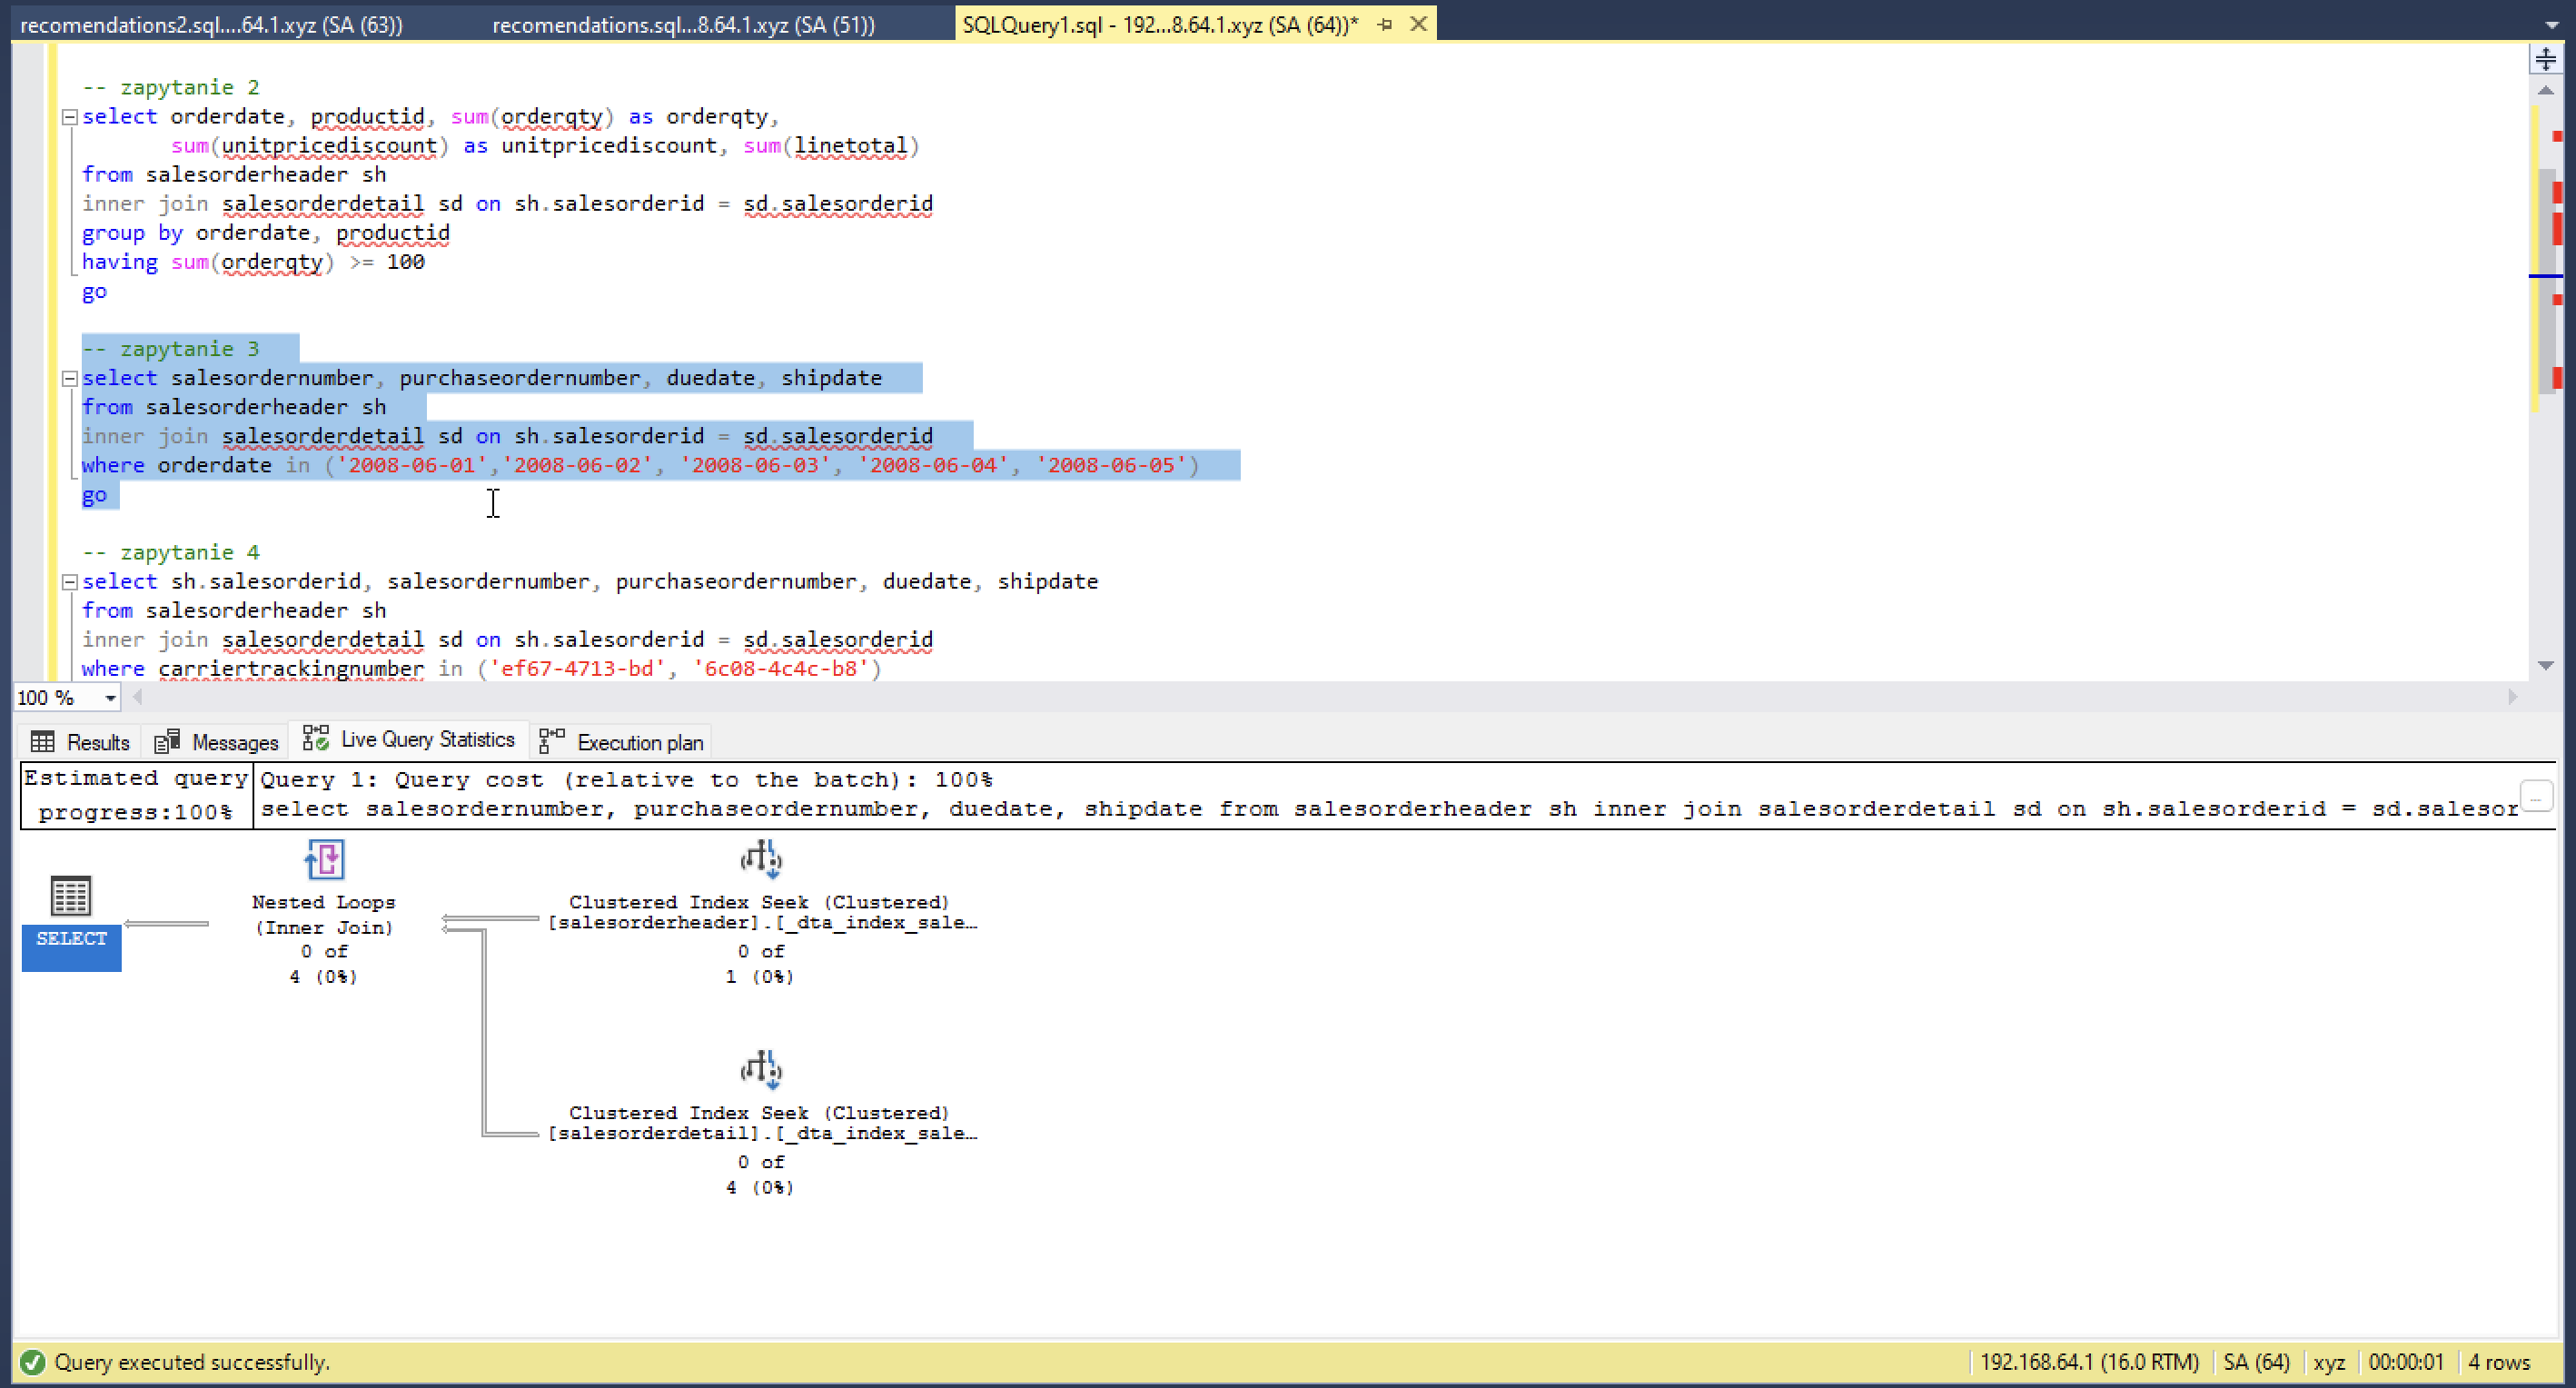 recomendations2.sql....64.1.xyz (SA (63))
recomendations.sql...8.64.1.xyz (SA (51))
SQLQuery1.sql - 192...8.64.1.xyz (SA (64))*
-- zapytanie 2
select orderdate, productid, sum(orderqty) as orderqty,
sum(unitpricediscount) as unitpricediscount, sum(linetotal)
from salesorderheader sh
inner join salesorderdetail sd on sh.salesorderid = sd.salesorderid
group by orderdate, productid
having sum(orderqty) >= 100
go
-- zapytanie 3
select salesordernumber, purchaseordernumber, duedate, shipdate
from salesorderheader sh
inner join salesorderdetail sd on sh.salesorderid = sd.salesorderid
where orderdate in ('2008-06-01','2008-06-02', '2008-06-03', '2008-06-04', '2008-06-05')
go
-- zapytanie 4
select sh.salesorderid, salesordernumber, purchaseordernumber, duedate, shipdate
from salesorderheader sh
inner join salesorderdetail sd on sh.salesorderid = sd.salesorderid
where carriertrackingnumber in ('ef67-4713-bd', '6c08-4c4c-b8')
100 %
Results
Messages
Live Query Statistics
Execution plan
Estimated query
progress:100%
Query 1: Query cost (relative to the batch): 100%
select salesordernumber, purchaseordernumber, duedate, shipdate from salesorderheader sh inner join salesorderdetail sd on sh.salesorderid = sd.salesor
...
SELECT
Nested Loops
(Inner Join)
0 of
4 (0%)
Clustered Index Seek (Clustered)
[salesorderheader].[_dta_index_sale…
0 of
1 (0%)
Clustered Index Seek (Clustered)
[salesorderdetail].[_dta_index_sale…
0 of
4 (0%)
Query executed successfully.
192.168.64.1 (16.0 RTM)
SA (64)
xyz
00:00:01
4 rows